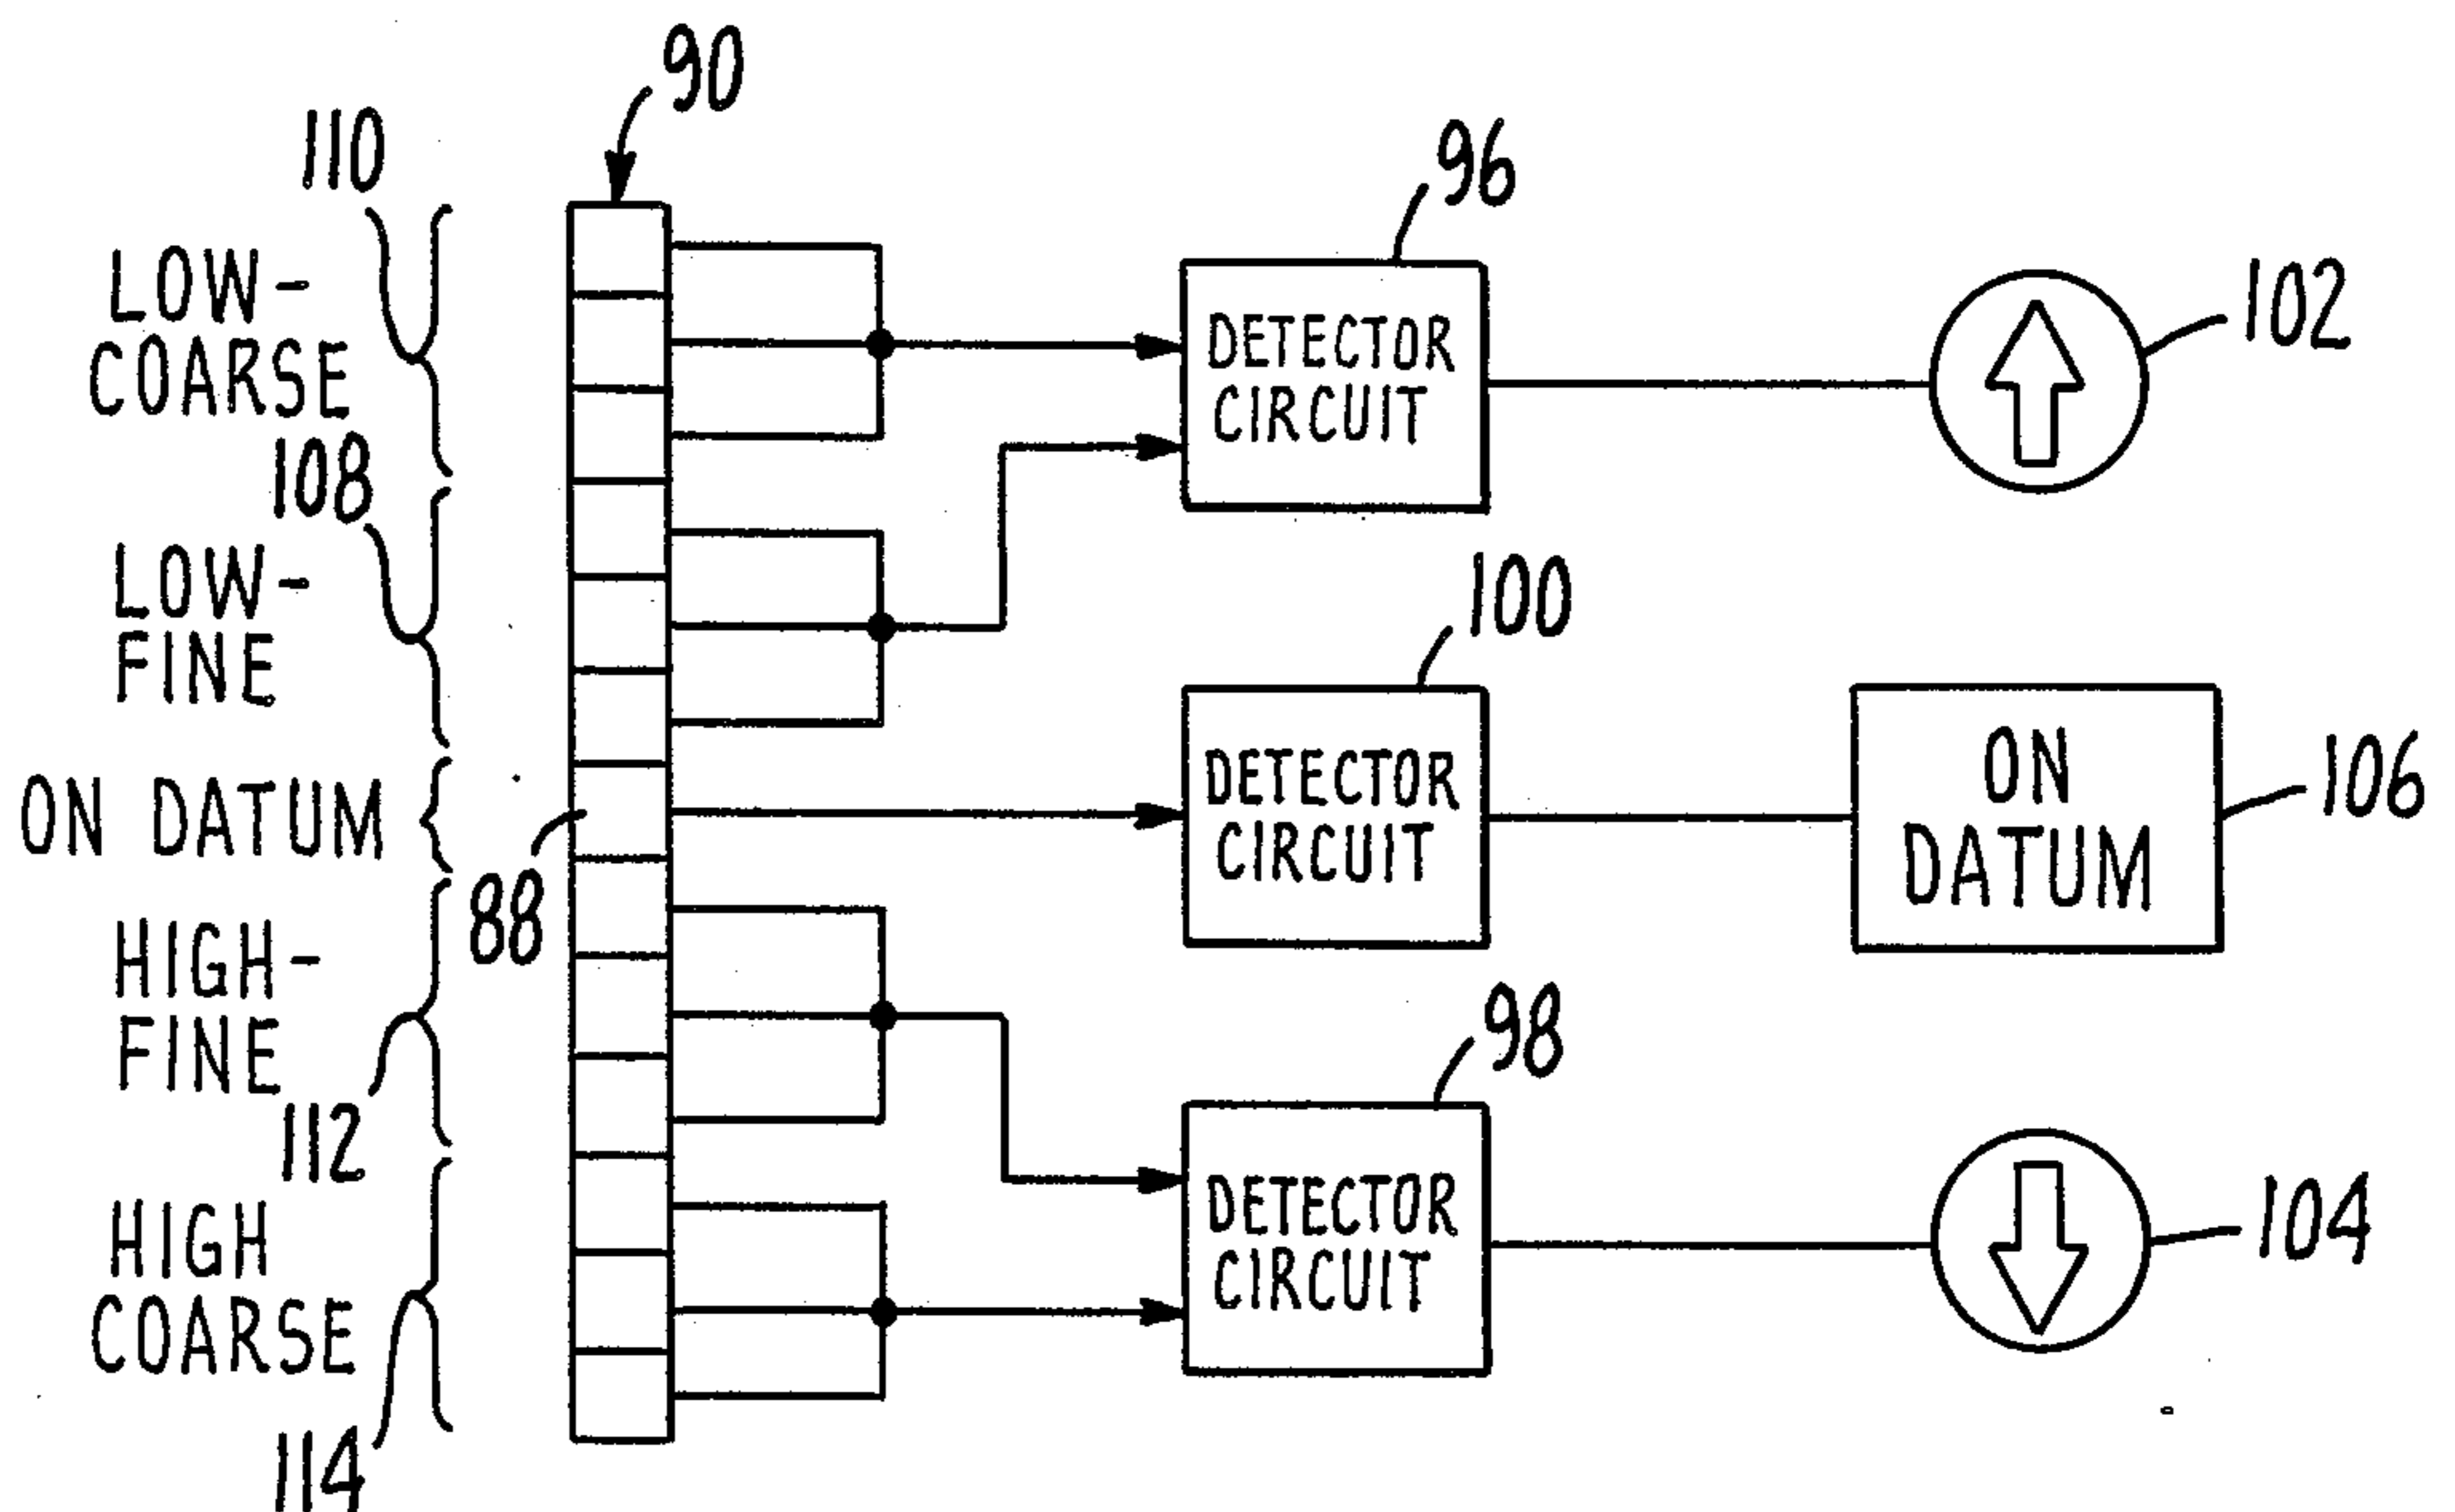 90
110
96
LOW-
COARSE
DETECTOR
CIRCUIT
102
108
LOW-
FINE
100
ON DATUM
DETECTOR
CIRCUIT
ON
DATUM
106
88
HIGH-
FINE
98
112
HIGH
COARSE
DETECTOR
CIRCUIT
104
114